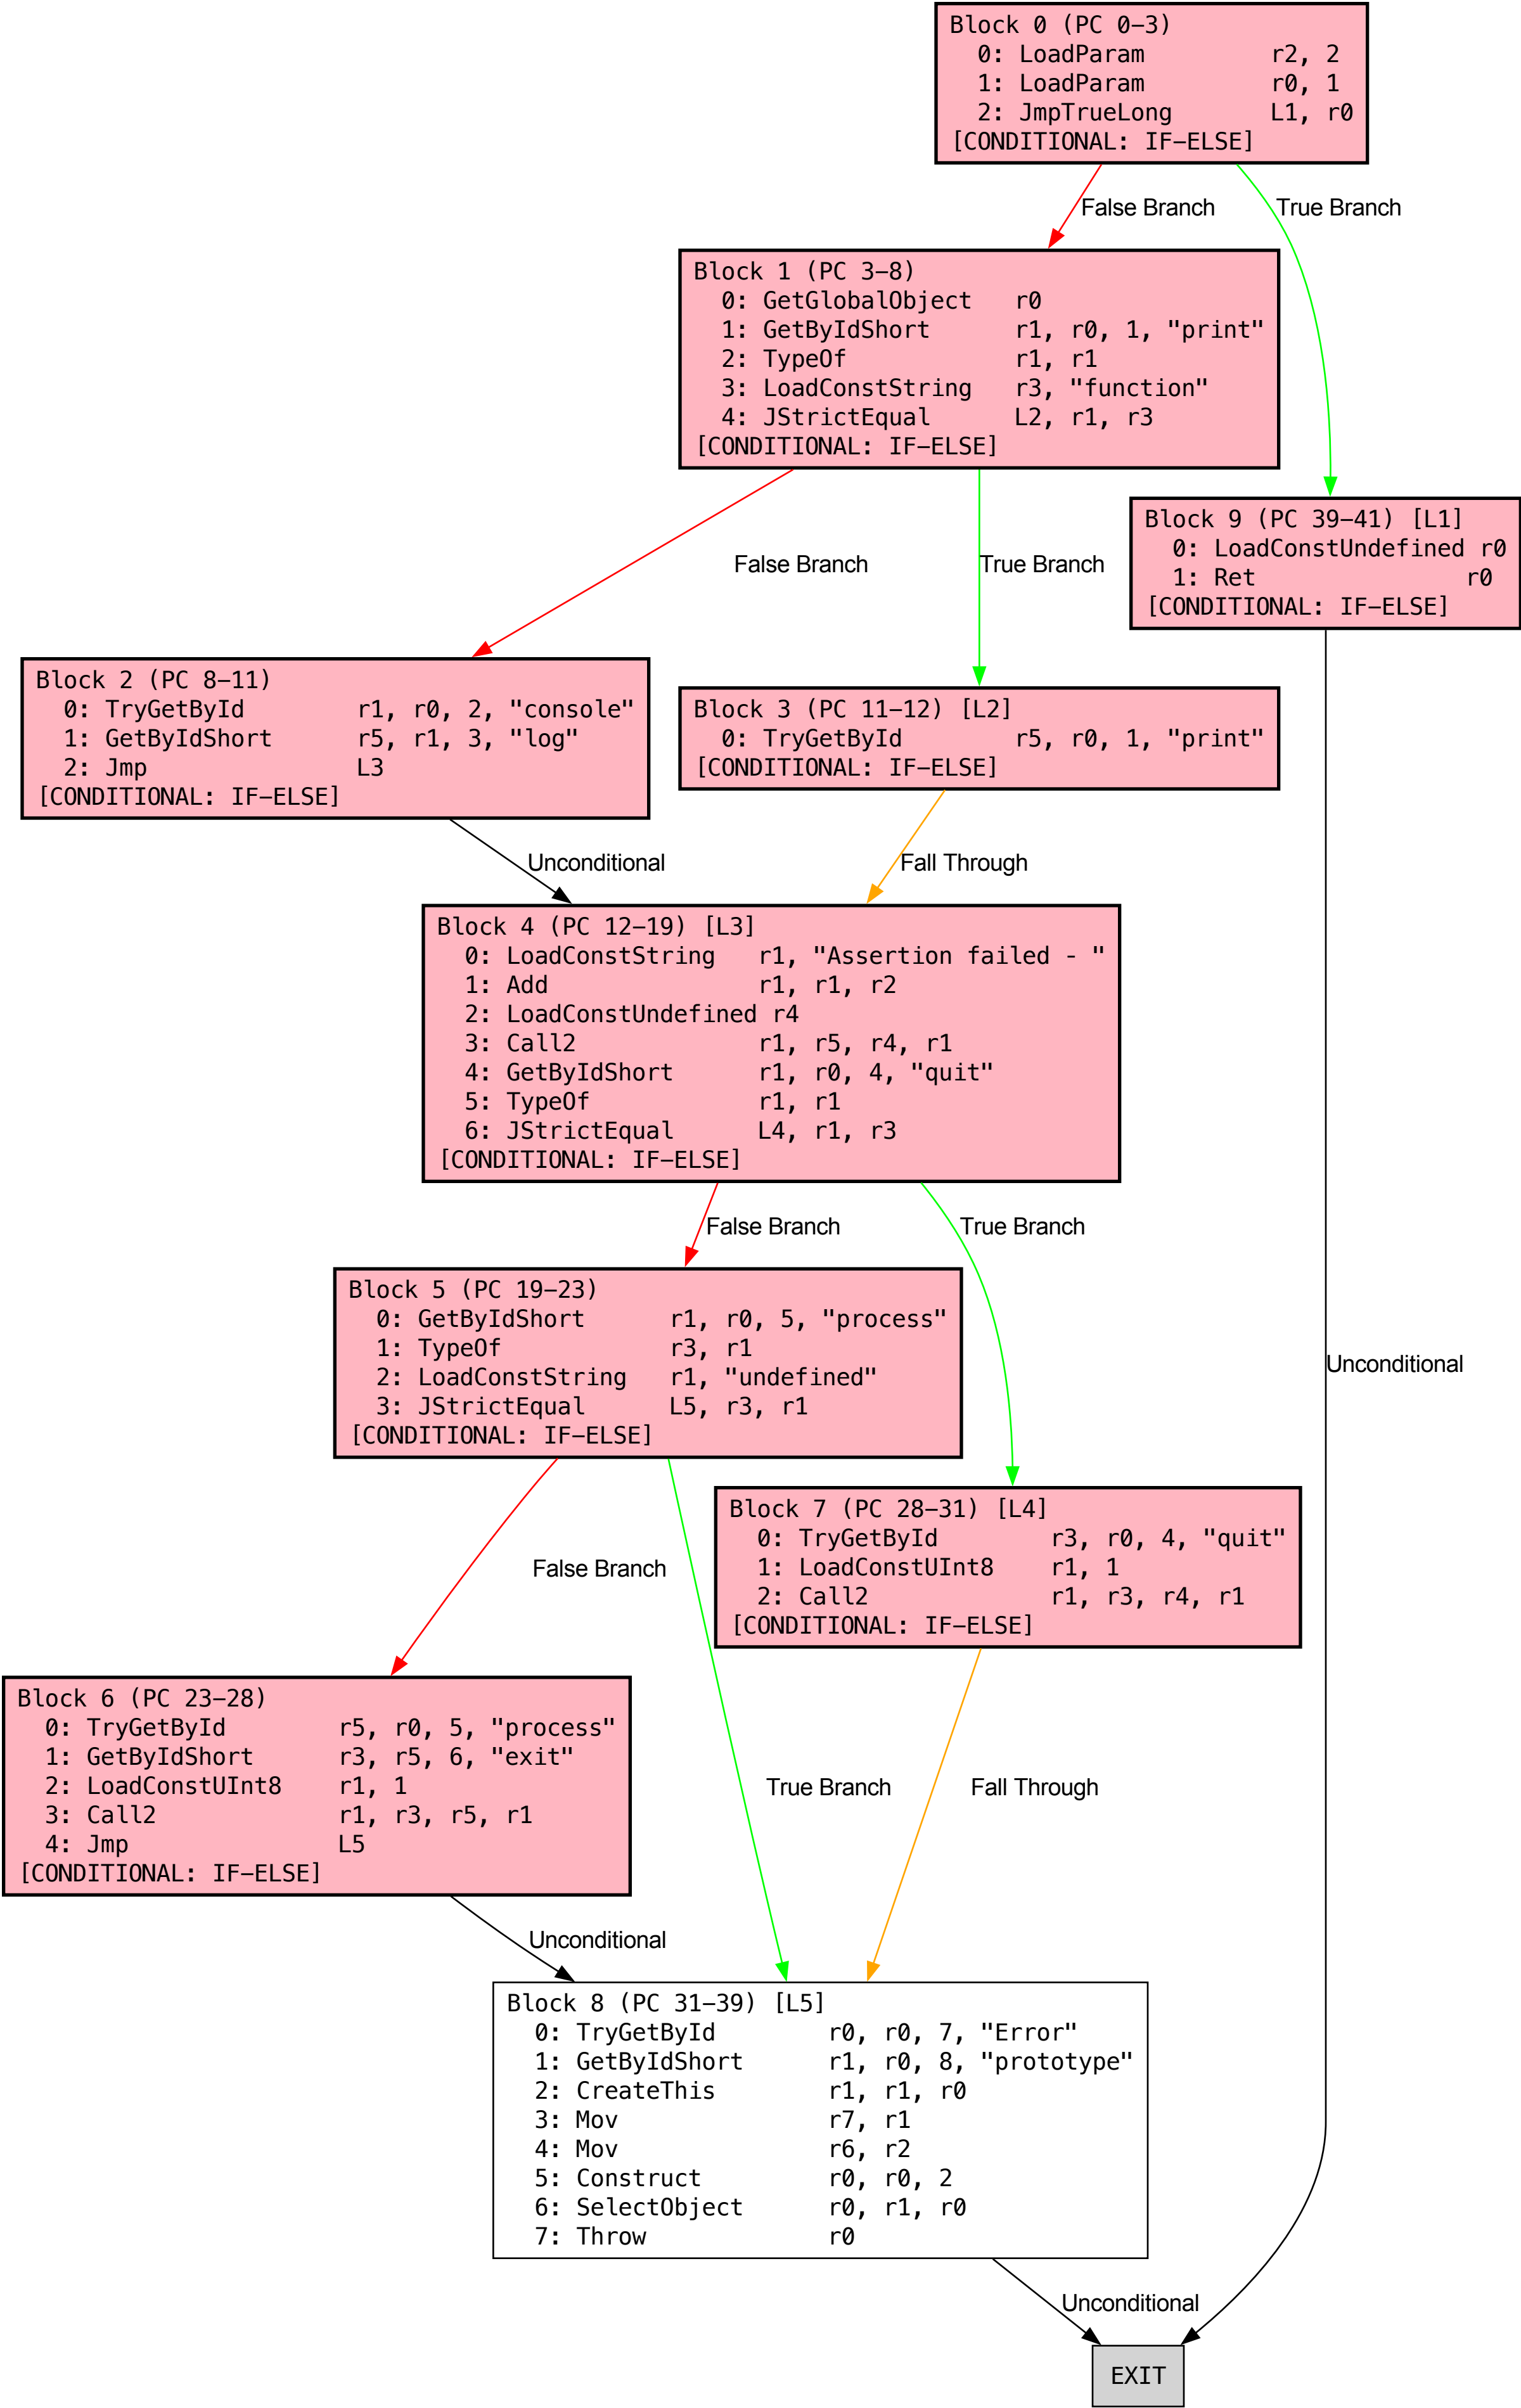 Block 0 (PC 0–3)
0: LoadParam r2, 2
1: LoadParam r0, 1
2: JmpTrueLong L1, r0
[CONDITIONAL: IF–ELSE]
False Branch
True Branch
Block 1 (PC 3–8)
0: GetGlobalObject r0
1: GetByIdShort r1, r0, 1, "print"
2: TypeOf r1, r1
3: LoadConstString r3, "function"
4: JStrictEqual L2, r1, r3
[CONDITIONAL: IF–ELSE]
Block 9 (PC 39–41) [L1]
0: LoadConstUndefined r0
1: Ret r0
[CONDITIONAL: IF–ELSE]
False Branch
True Branch
Block 2 (PC 8–11)
0: TryGetById r1, r0, 2, "console"
1: GetByIdShort r5, r1, 3, "log"
2: Jmp L3
[CONDITIONAL: IF–ELSE]
Block 3 (PC 11–12) [L2]
0: TryGetById r5, r0, 1, "print"
[CONDITIONAL: IF–ELSE]
Unconditional
Fall Through
Block 4 (PC 12–19) [L3]
0: LoadConstString r1, "Assertion failed - "
1: Add r1, r1, r2
2: LoadConstUndefined r4
3: Call2 r1, r5, r4, r1
4: GetByIdShort r1, r0, 4, "quit"
5: TypeOf r1, r1
6: JStrictEqual L4, r1, r3
[CONDITIONAL: IF–ELSE]
False Branch
True Branch
Block 5 (PC 19–23)
0: GetByIdShort r1, r0, 5, "process"
1: TypeOf r3, r1
2: LoadConstString r1, "undefined"
3: JStrictEqual L5, r3, r1
[CONDITIONAL: IF–ELSE]
Unconditional
Block 7 (PC 28–31) [L4]
0: TryGetById r3, r0, 4, "quit"
1: LoadConstUInt8 r1, 1
2: Call2 r1, r3, r4, r1
[CONDITIONAL: IF–ELSE]
False Branch
Block 6 (PC 23–28)
0: TryGetById r5, r0, 5, "process"
1: GetByIdShort r3, r5, 6, "exit"
2: LoadConstUInt8 r1, 1
3: Call2 r1, r3, r5, r1
4: Jmp L5
[CONDITIONAL: IF–ELSE]
True Branch
Fall Through
Unconditional
Block 8 (PC 31–39) [L5]
0: TryGetById r0, r0, 7, "Error"
1: GetByIdShort r1, r0, 8, "prototype"
2: CreateThis r1, r1, r0
3: Mov r7, r1
4: Mov r6, r2
5: Construct r0, r0, 2
6: SelectObject r0, r1, r0
7: Throw r0
Unconditional
EXIT